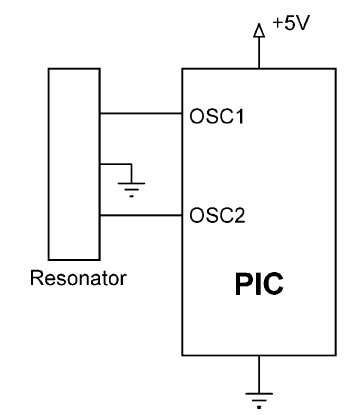 +5V
OSC1
OSC2
Resonator
PIC